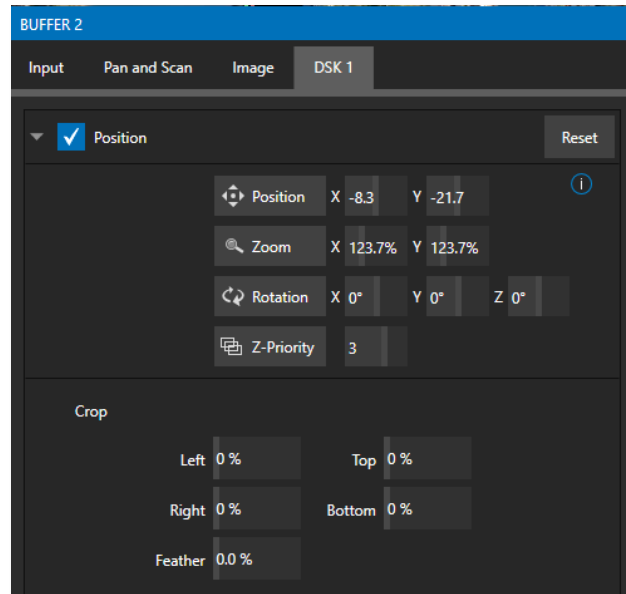 BUFFER 2
Input Pan and Scan Image DSK 1
Position Reset
Position X -8.3 Y -21.7
Zoom X 123.7% Y 123.7%
Rotation X 0° Y 0° Z 0°
Z-Priority 3
Crop
Left 0 % Top 0 %
Right 0 % Bottom 0 %
Feather 0.0 %